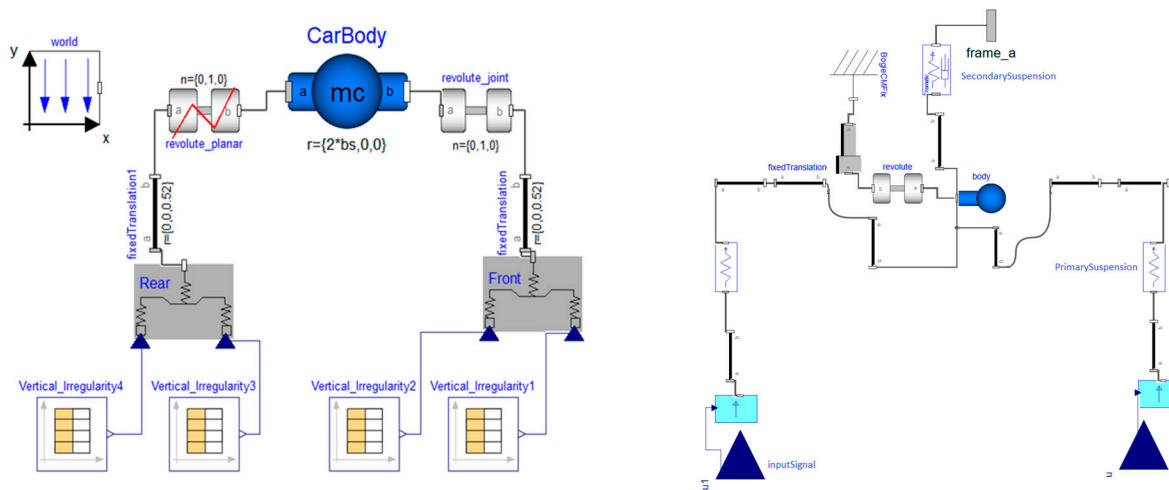 CarBody
y
world
x
n={0,1,0}
a
b
revolute_planar
a
mc
b
r={2*bs,0,0}
revolute_joint
a
b
n={0,1,0}
b
fixedTranslation1
r={0,0,0.52}
a
b
fixedTranslation
r={0,0,0.52}
a
Rear
Front
Vertical_Irregularity4
Vertical_Irregularity3
Vertical_Irregularity2
Vertical_Irregularity1
frame_a
SecondarySuspension
BogieCMFix
fixedTranslation
revolute
body
PrimarySuspension
u1
inputSignal
u